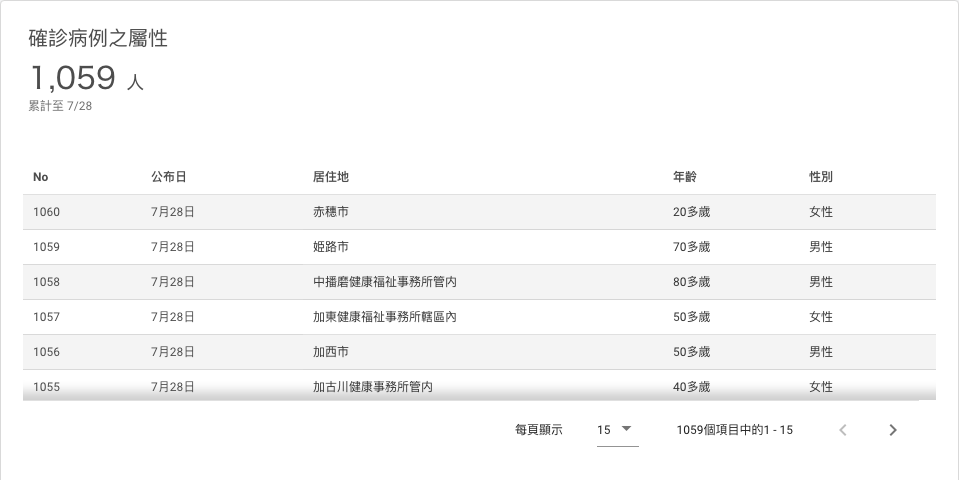 確診病例之屬性
1,059 人
累計至 7/28
No 公布日 居住地 年齡 性別
1060 7月28日 赤穗市 20多歲 女性
1059 7月28日 姫路市 70多歲 男性
1058 7月28日 中播磨健康福祉事務所管内 80多歲 男性
1057 7月28日 加東健康福祉事務所轄區內 50多歲 女性
1056 7月28日 加西市 50多歲 男性
1055 7月28日 加古川健康事務所管内 40多歲 女性
每頁顯示 15 1059個項目中的1 - 15